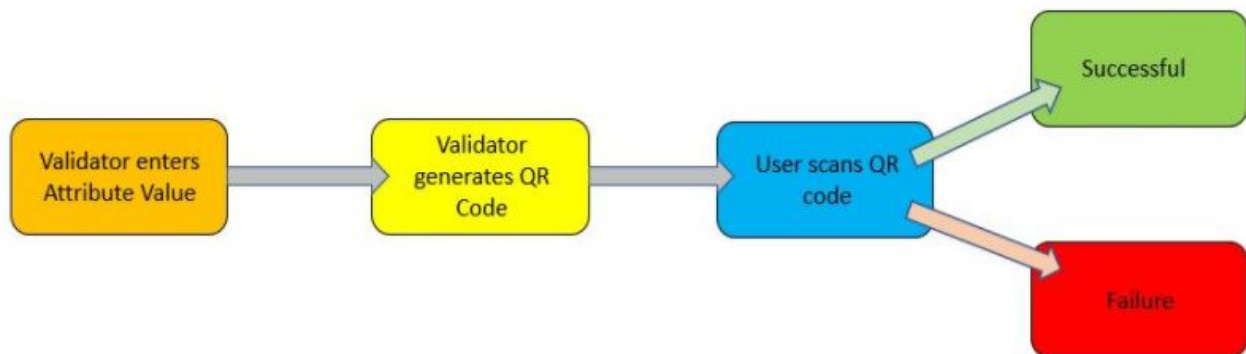 Validator enters
Attribute Value
Validator
generates QR
Code
User scans QR
code
Successful
Failure